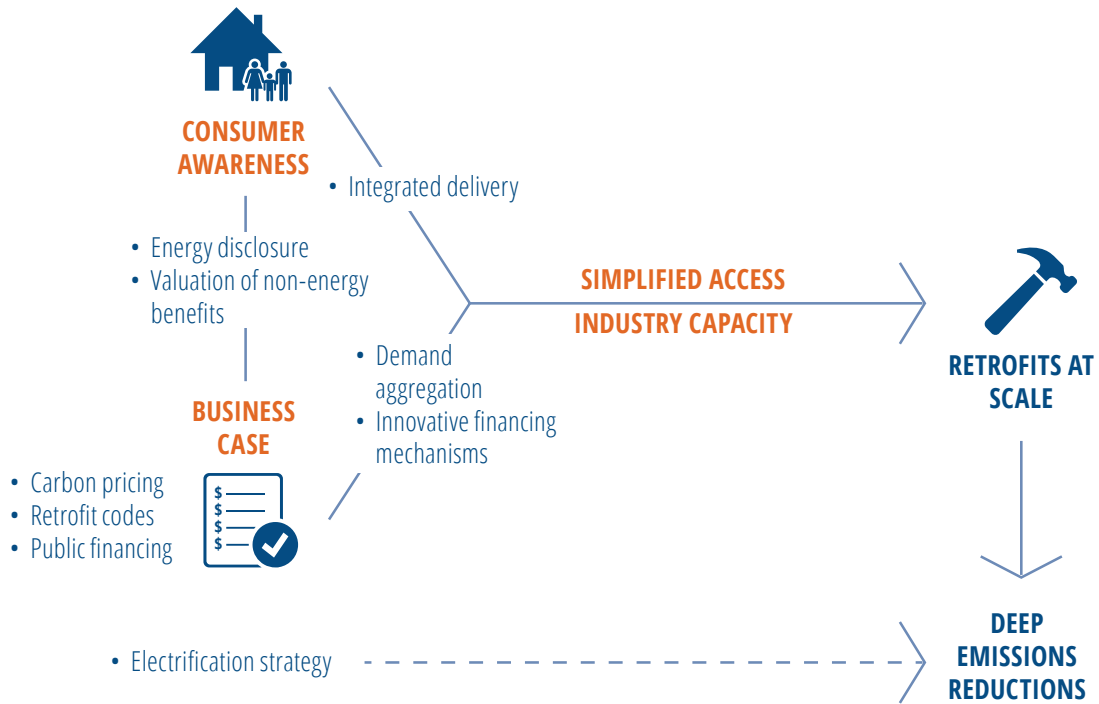 CONSUMER
AWARENESS
• Integrated delivery
• Energy disclosure
• Valuation of non-energy
benefits
SIMPLIFIED ACCESS
INDUSTRY CAPACITY
• Demand
aggregation
• Innovative financing
mechanisms
RETROFITS AT
SCALE
BUSINESS
CASE
• Carbon pricing
• Retrofit codes
• Public financing
$
$
$
$
• Electrification strategy
DEEP
EMISSIONS
REDUCTIONS